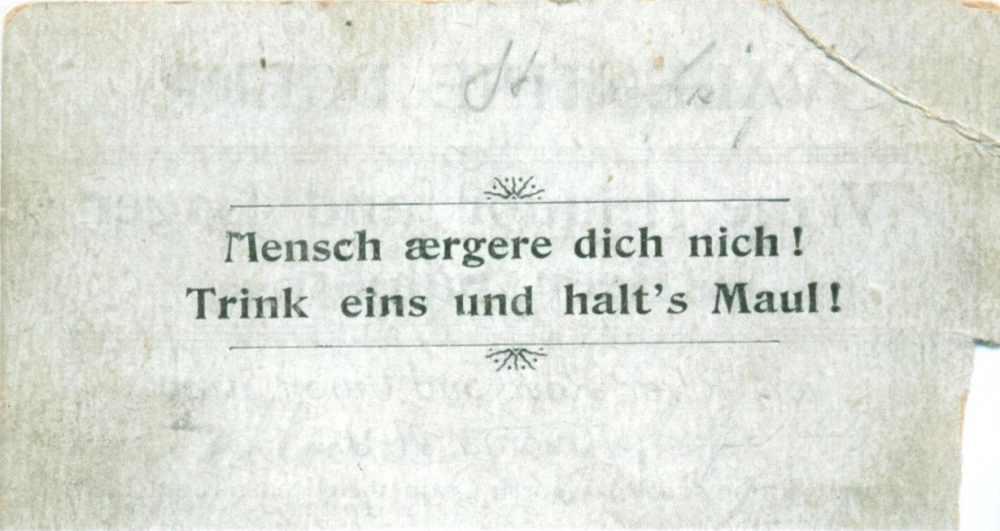 Mensch ærgere dich nich!
Trink eins und halt's Maul!